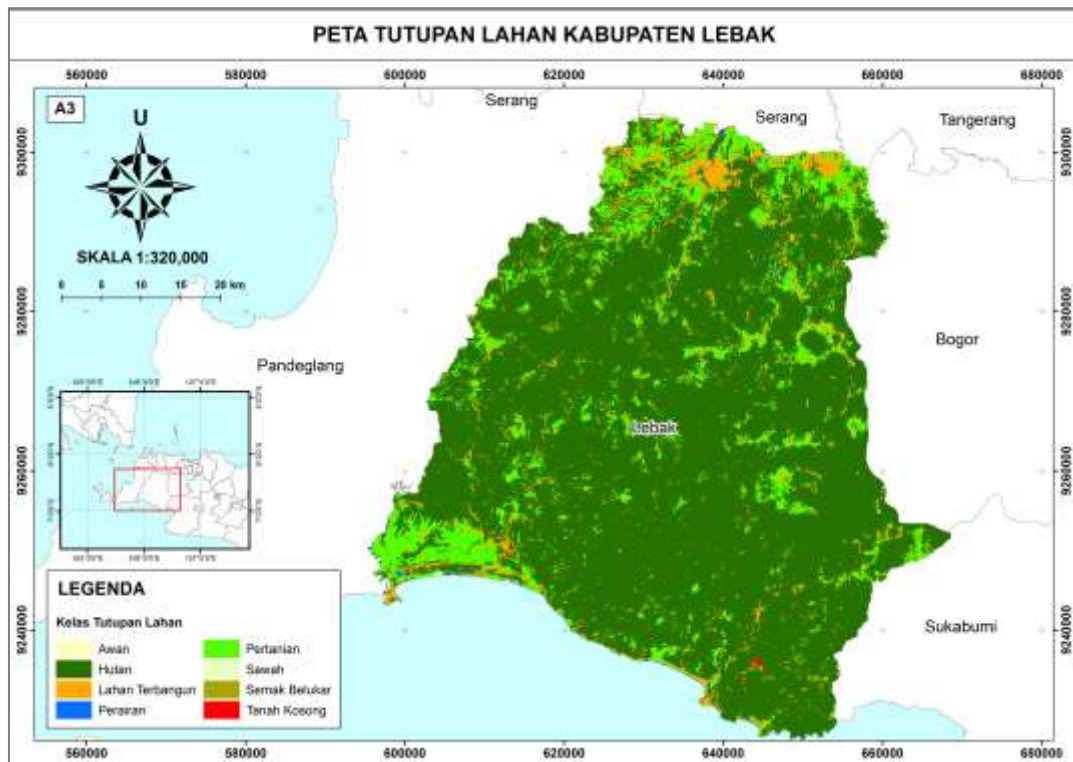 PETA TUTUPAN LAHAN KABUPATEN LEBAK
560000 580000 600000 620000 640000 660000 680000
A3
Serang
Serang
Tangerang
U
9300000 9300000
SKALA 1:320,000
0 5 10 15 20 km
9280000 9280000
Bogor
Pandeglang
Lebak
9260000 9260000
LEGENDA
Kelas Tutupan Lahan
Awan
Hutan
Lahan Terbangun
Perairan
Pertanian
Sawah
Semak Belukar
Tanah Kosong
Sukabumi
9240000 9240000
560000 580000 600000 620000 640000 660000 680000